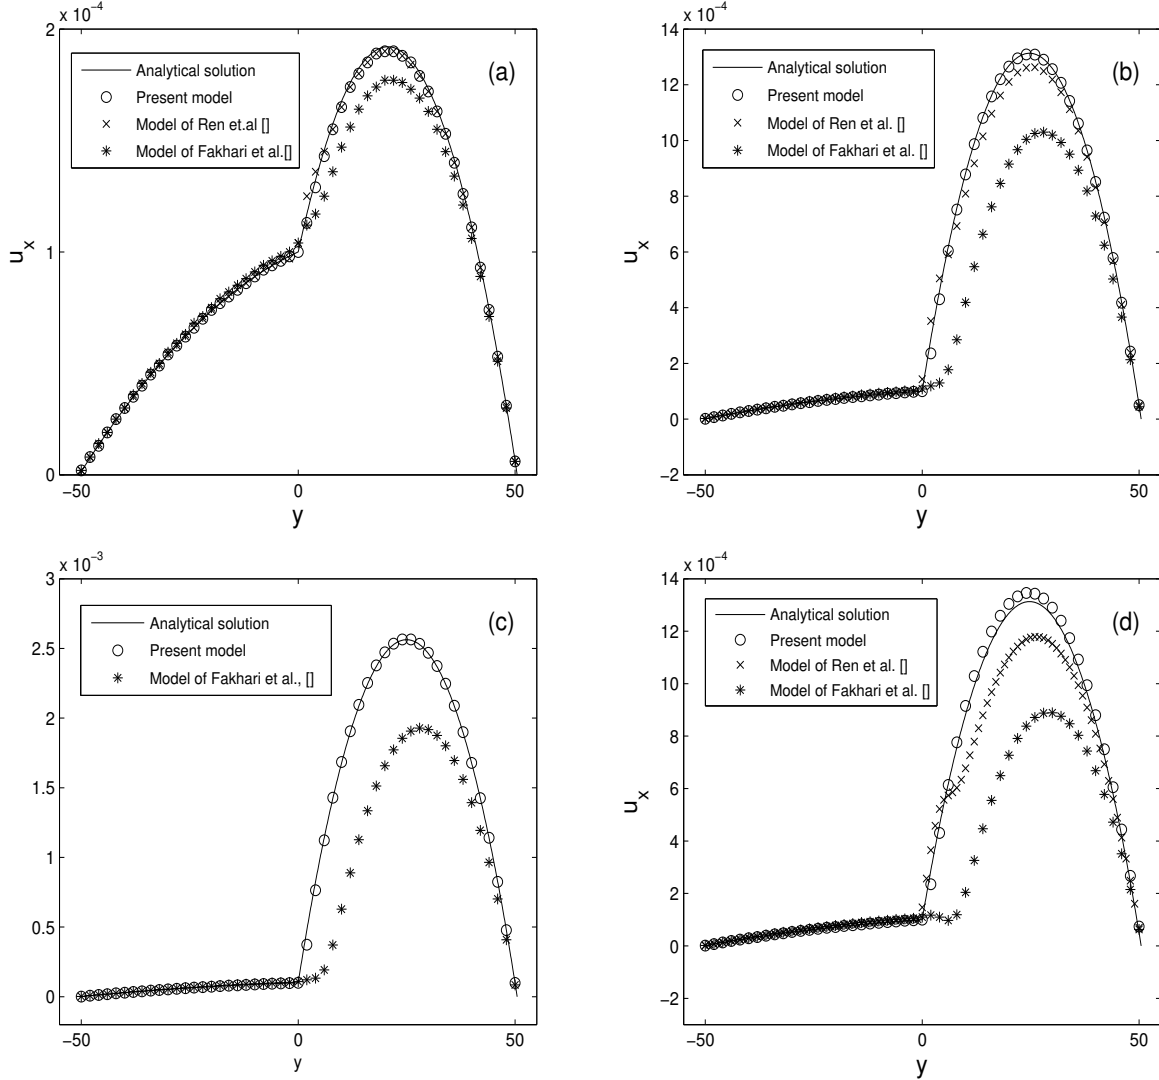 x 10⁻⁴
2
1
0
−50
0
50
y
u_x
Analytical solution
Present model
Model of Ren et.al []
Model of Fakhari et al.[]
(a)
x 10⁻⁴
14
12
10
8
6
4
2
0
−2
−50
0
50
y
u_x
Analytical solution
Present model
Model of Ren et al. []
Model of Fakhari et al. []
(b)
x 10⁻³
3
2.5
2
1.5
1
0.5
0
−50
0
50
y
Analytical solution
Present model
Model of Fakhari et al., []
(c)
x 10⁻⁴
14
12
10
8
6
4
2
0
−2
−50
0
50
y
u_x
Analytical solution
Present model
Model of Ren et al. []
Model of Fakhari et al. []
(d)